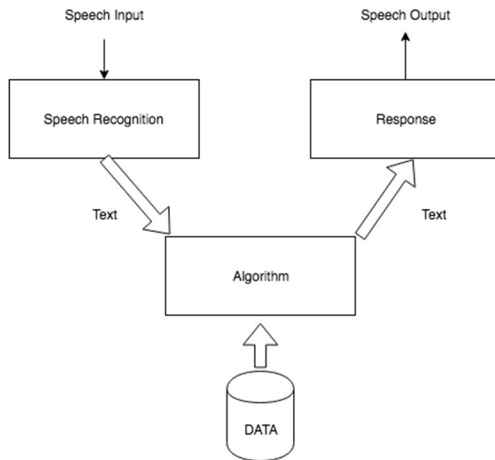 Speech Input
Speech Output
Speech Recognition
Response
Text
Text
Algorithm
DATA